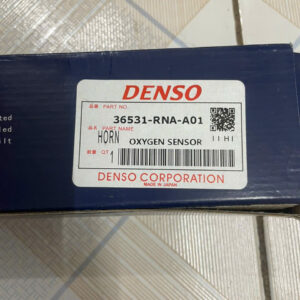 DENSO
品番 PART NO.
36531-RNA-A01
品名 PART NAME
HORN OXYGEN SENSOR
数量 QT. 1
DENSO CORPORATION
MADE IN JAPAN